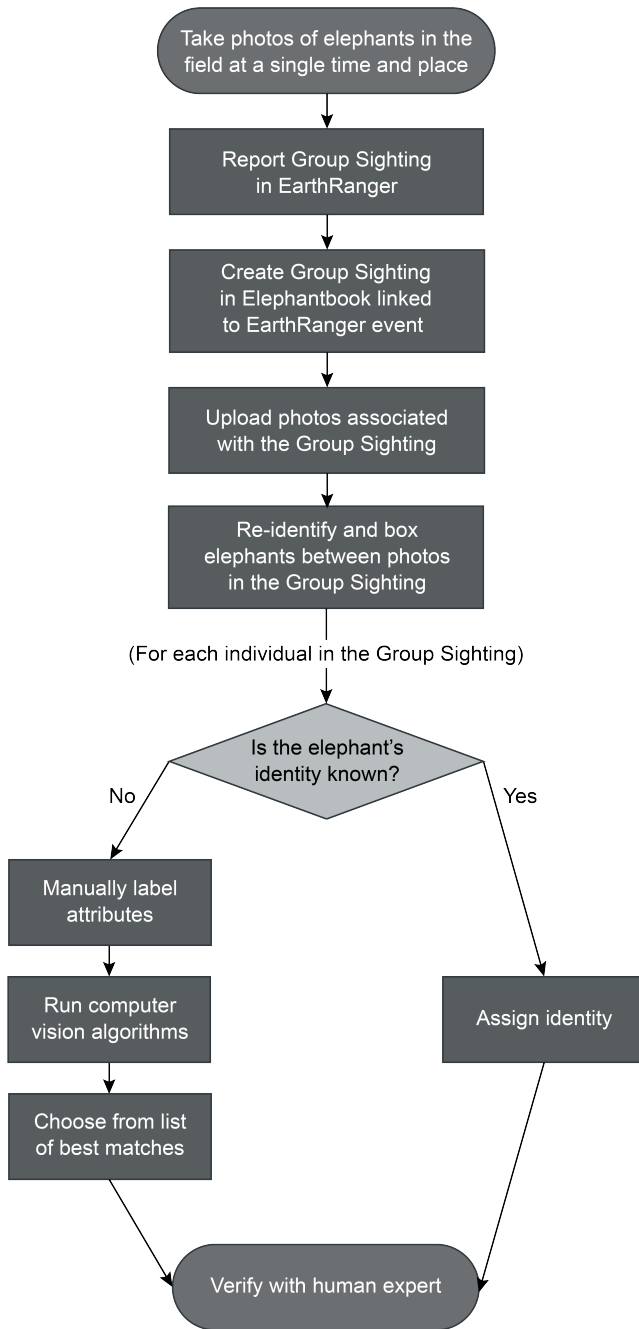 Take photos of elephants in the
field at a single time and place
Report Group Sighting
in EarthRanger
Create Group Sighting
in Elephantbook linked
to EarthRanger event
Upload photos associated
with the Group Sighting
Re-identify and box
elephants between photos
in the Group Sighting
(For each individual in the Group Sighting)
Is the elephant’s
identity known?
No
Yes
Manually label
attributes
Run computer
vision algorithms
Choose from list
of best matches
Assign identity
Verify with human expert